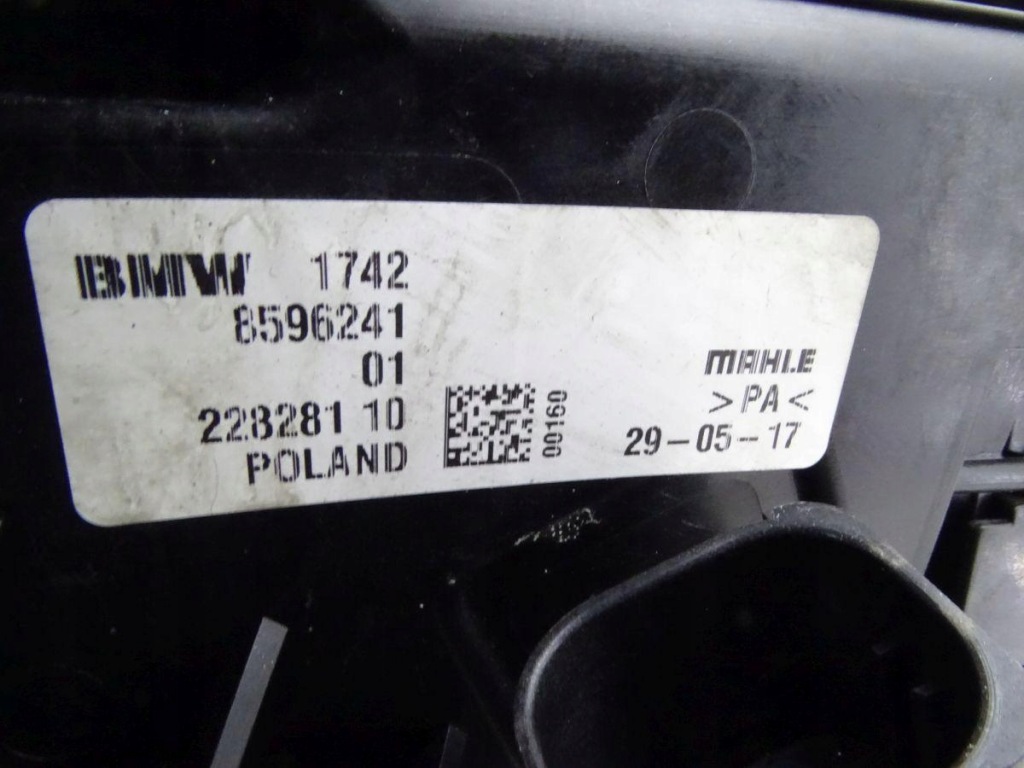 BMW 1742
8596241
01
228281 10
POLAND
00160
MAHLE
>PA<
29-05-17